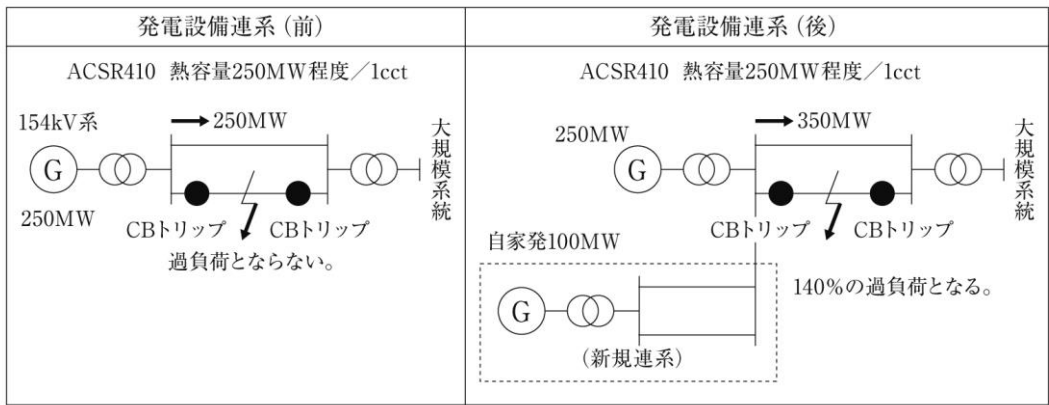 発電設備連系（前）
ACSR410 熱容量250MW程度／1cct
154kV系
250MW
大規模系統
G
250MW
CBトリップ
CBトリップ
過負荷とならない。
発電設備連系（後）
ACSR410 熱容量250MW程度／1cct
250MW
350MW
大規模系統
G
CBトリップ
CBトリップ
自家発100MW
140％の過負荷となる。
G
（新規連系）